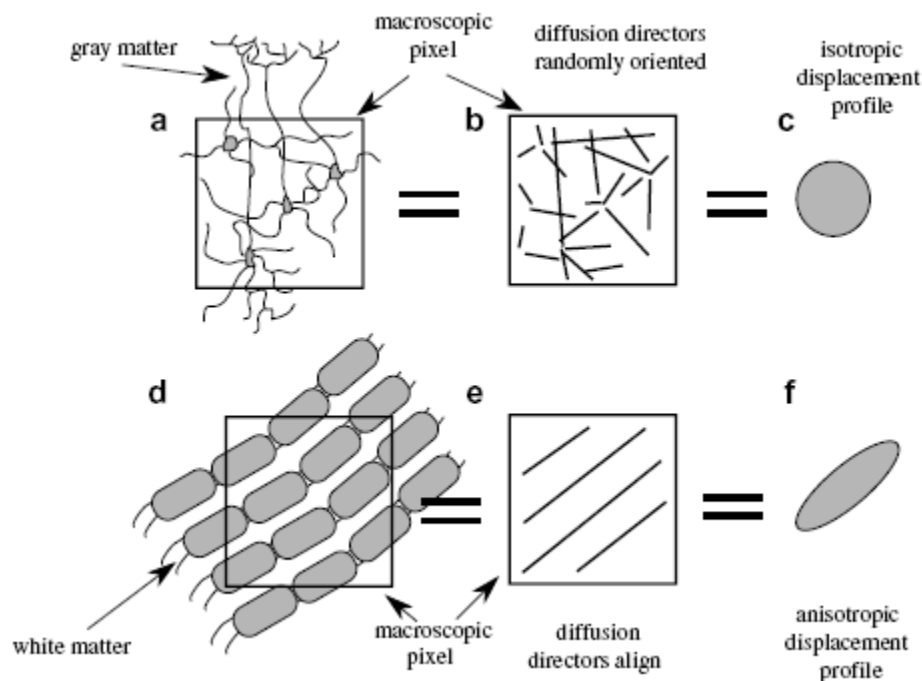 gray matter
macroscopic
pixel
diffusion directors
randomly oriented
isotropic
displacement
profile
a
b
c
d
e
f
white matter
macroscopic
pixel
diffusion
directors align
anisotropic
displacement
profile